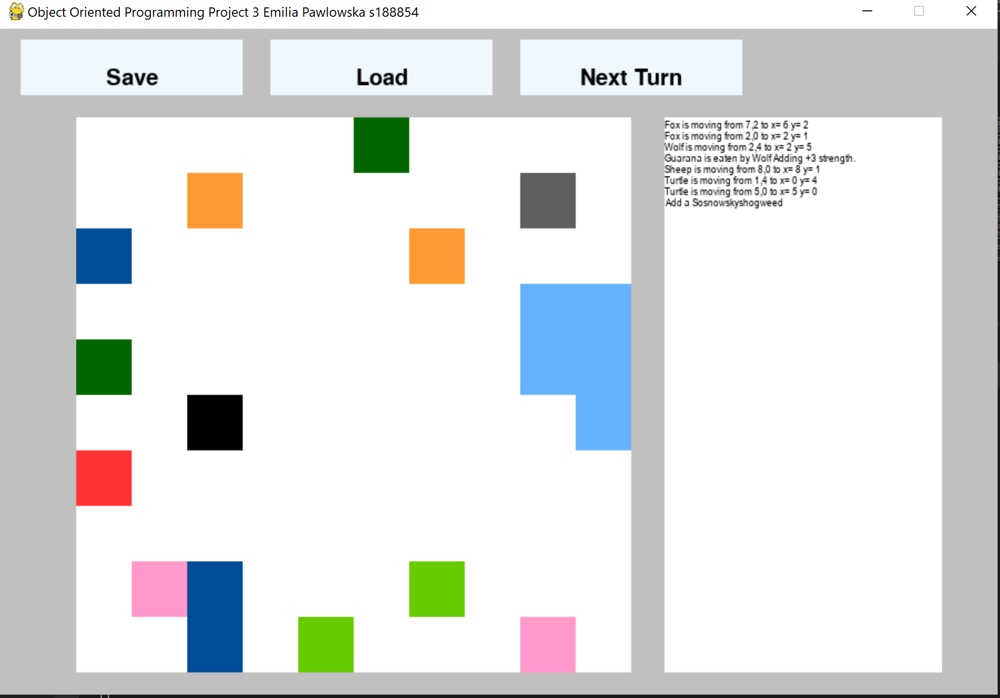 Object Oriented Programming Project 3 Emilia Pawlowska s188854
Save
Load
Next Turn
Fox is moving from 7,2 to x= 6 y= 2
Fox is moving from 2,0 to x= 2 y= 1
Wolf is moving from 2,4 to x= 2 y= 5
Guarana is eaten by Wolf Adding +3 strength.
Sheep is moving from 8,0 to x= 8 y= 1
Turtle is moving from 1,4 to x= 0 y= 4
Turtle is moving from 5,0 to x= 5 y= 0
Add a Sosnowskyshogweed